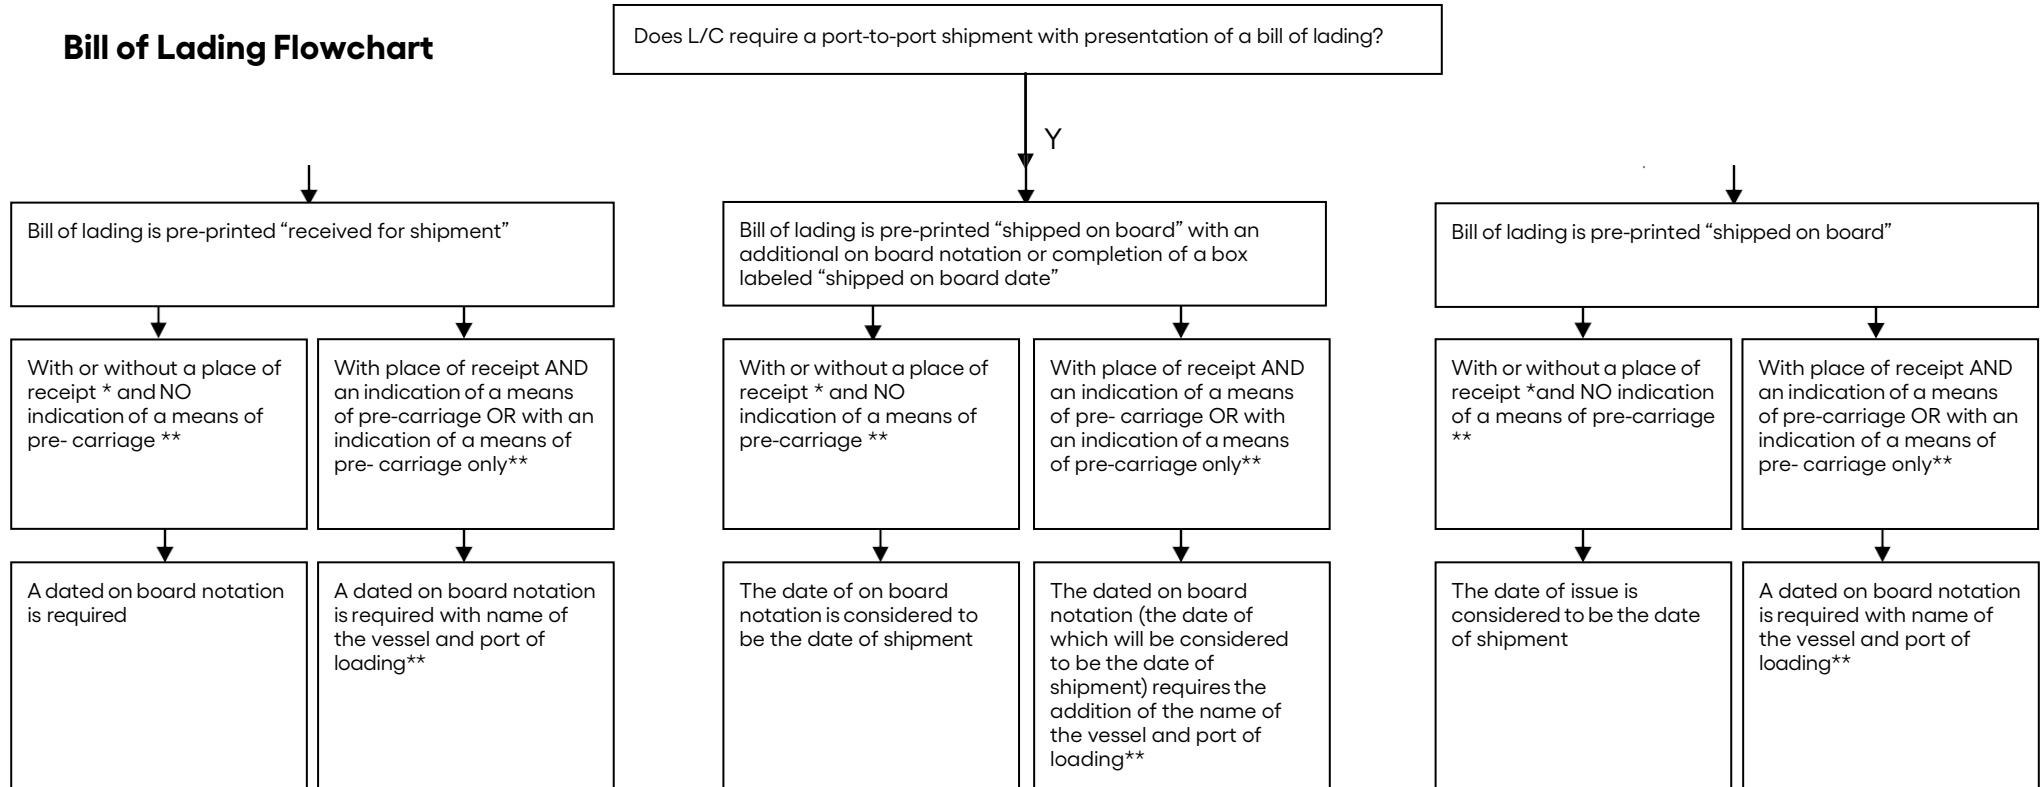 Bill of Lading Flowchart
Does L/C require a port-to-port shipment with presentation of a bill of lading?
Y
Bill of lading is pre-printed “received for shipment”
With or without a place of
receipt * and NO
indication of a means of
pre- carriage **
With place of receipt AND
an indication of a means
of pre-carriage OR with an
indication of a means of
pre- carriage only**
A dated on board notation
is required
A dated on board notation
is required with name of
the vessel and port of
loading**
Bill of lading is pre-printed “shipped on board” with an
additional on board notation or completion of a box
labeled “shipped on board date”
With or without a place of
receipt * and NO
indication of a means of
pre-carriage **
With place of receipt AND
an indication of a means
of pre- carriage OR with
an indication of a means
of pre-carriage only**
The date of on board
notation is considered to
be the date of shipment
The dated on board
notation (the date of
which will be considered
to be the date of
shipment) requires the
addition of the name of
the vessel and port of
loading**
Bill of lading is pre-printed “shipped on board”
With or without a place of
receipt *and NO indication
of a means of pre-carriage
**
With place of receipt AND
an indication of a means
of pre-carriage OR with an
indication of a means of
pre- carriage only**
The date of issue is
considered to be the date
of shipment
A dated on board notation
is required with name of
the vessel and port of
loading**